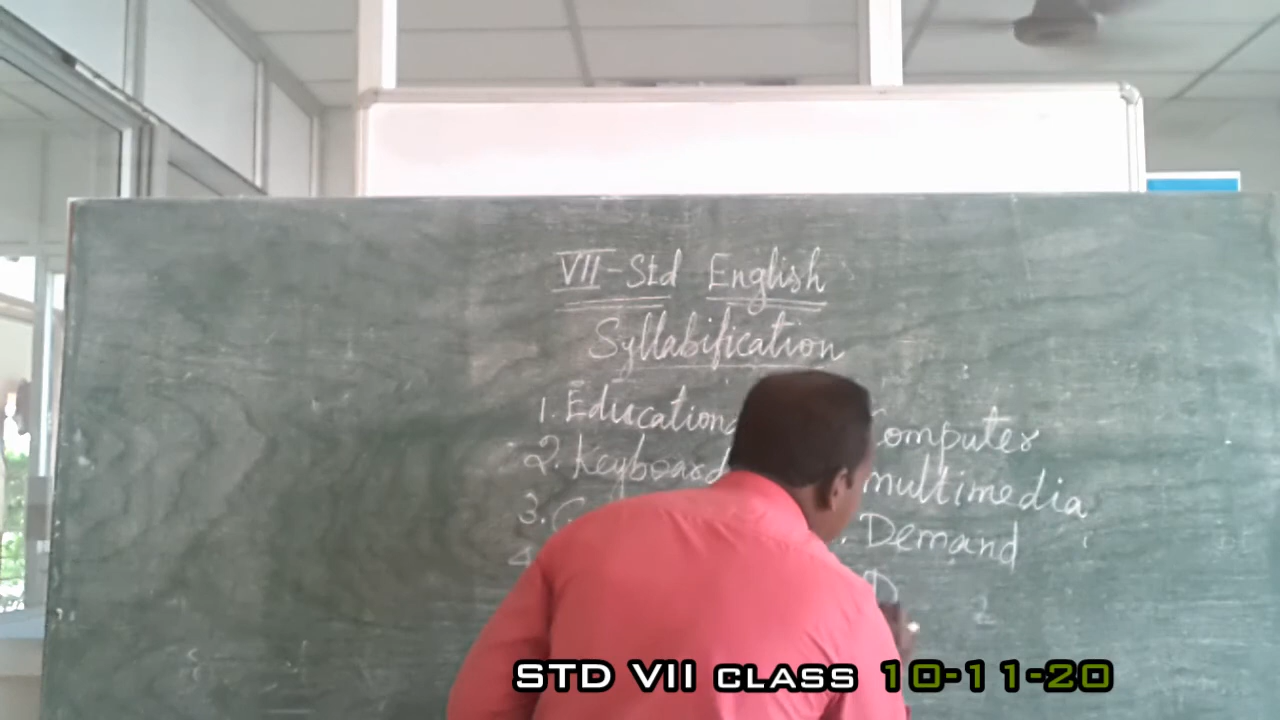 VII-Std English
Syllabification
1. Education
2. Keyboard
3.
4
Computer
multimedia
Demand
D
STD VII CLASS 10-11-20